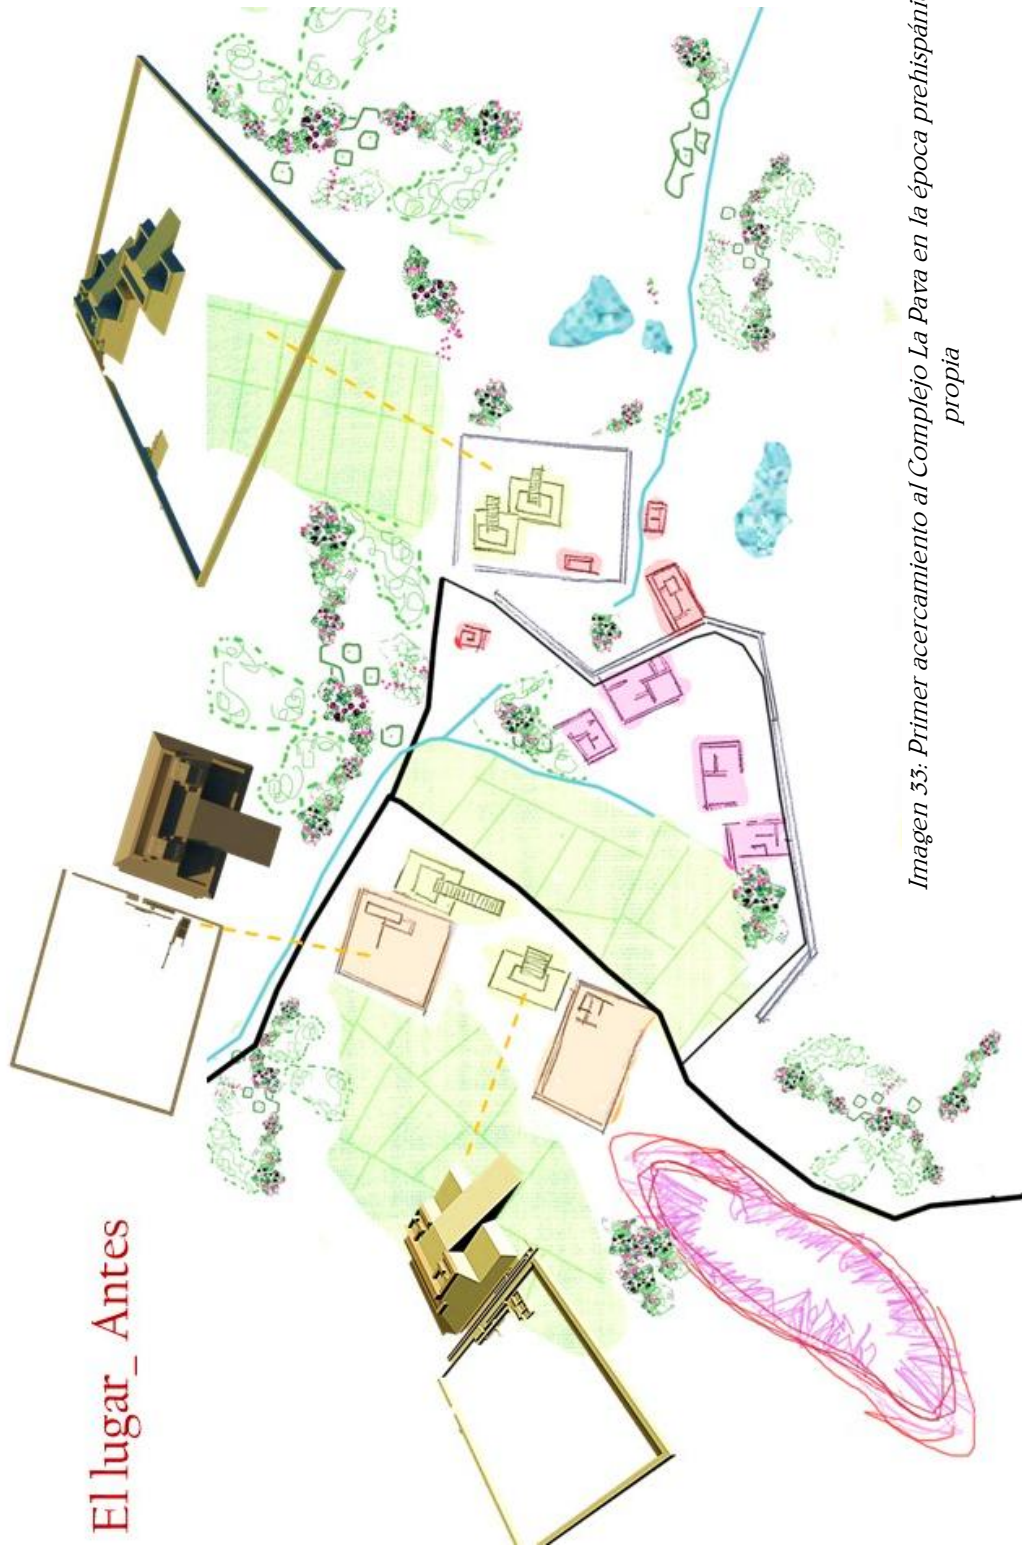 El lugar_ Antes
Imagen 33: Primer acercamiento al Complejo La Pava en la época prehispáni
propia